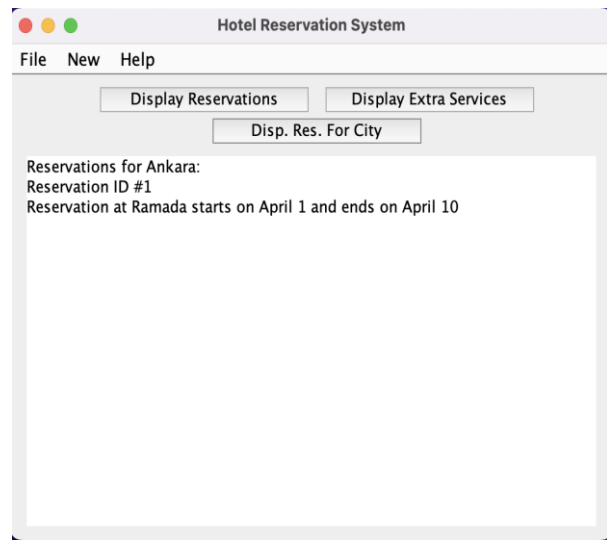 Hotel Reservation System
File New Help
Display Reservations Display Extra Services
Disp. Res. For City
Reservations for Ankara:
Reservation ID #1
Reservation at Ramada starts on April 1 and ends on April 10